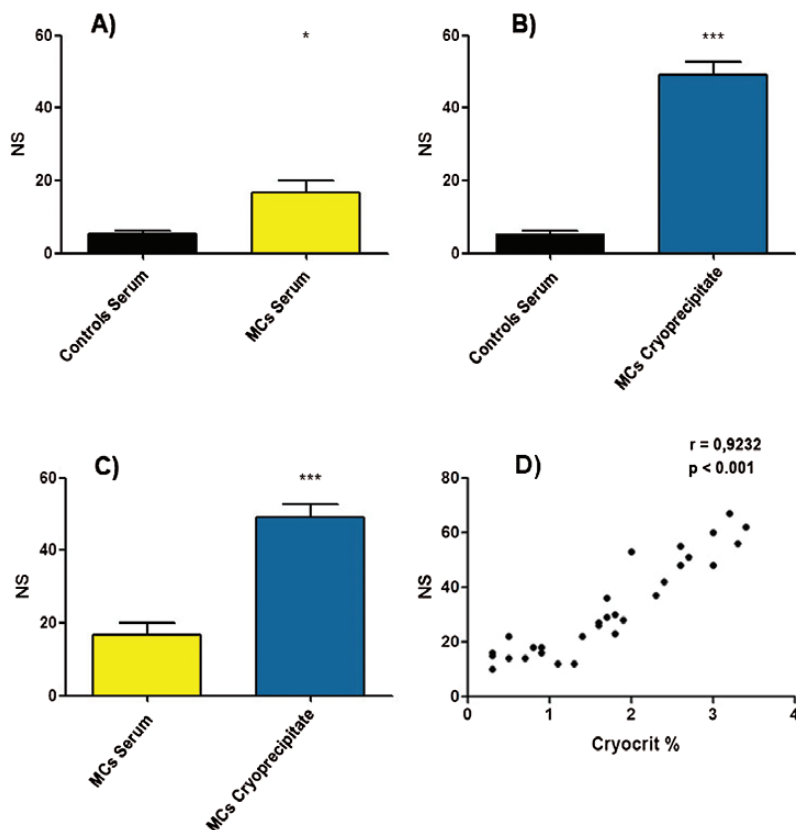 A)
*
60
40
20
0
NS
Controls Serum
MCs Serum
B)
***
60
40
20
0
NS
Controls Serum
MCs Cryoprecipitate
C)
***
60
40
20
0
NS
MCs Serum
MCs Cryoprecipitate
D)
r = 0,9232
p < 0.001
80
60
40
20
0
NS
0 1 2 3 4
Cryocrit %